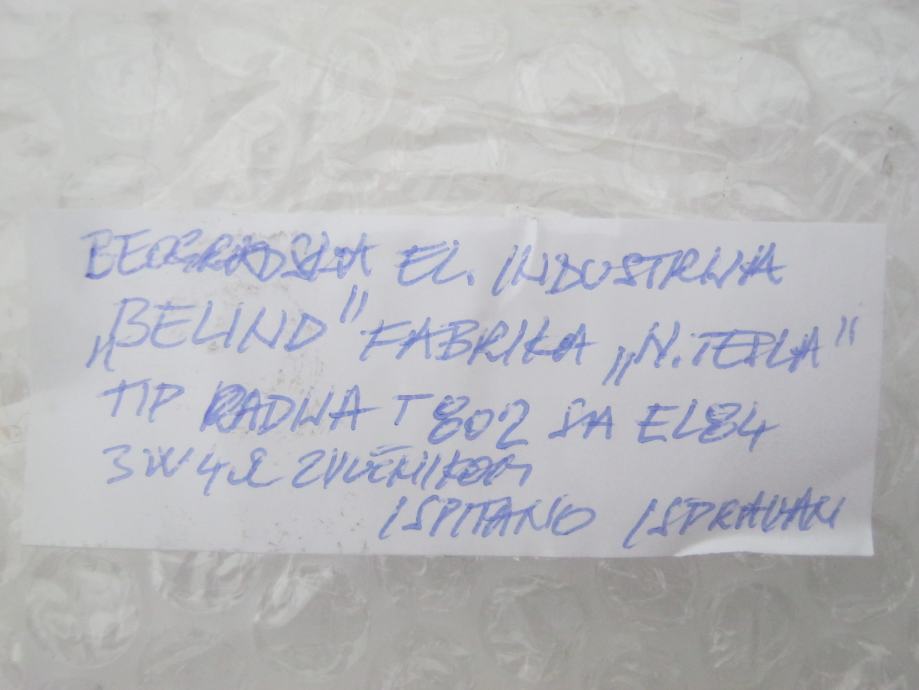 BEOGRADSKA EL. INDUSTRIJA
„BELIND" FABRIKA „N. TESLA"
TIP RADIJA T 802 SA EL84
3W 4Ω ZVUČNIKOM
ISPITANO ISPRAVAN